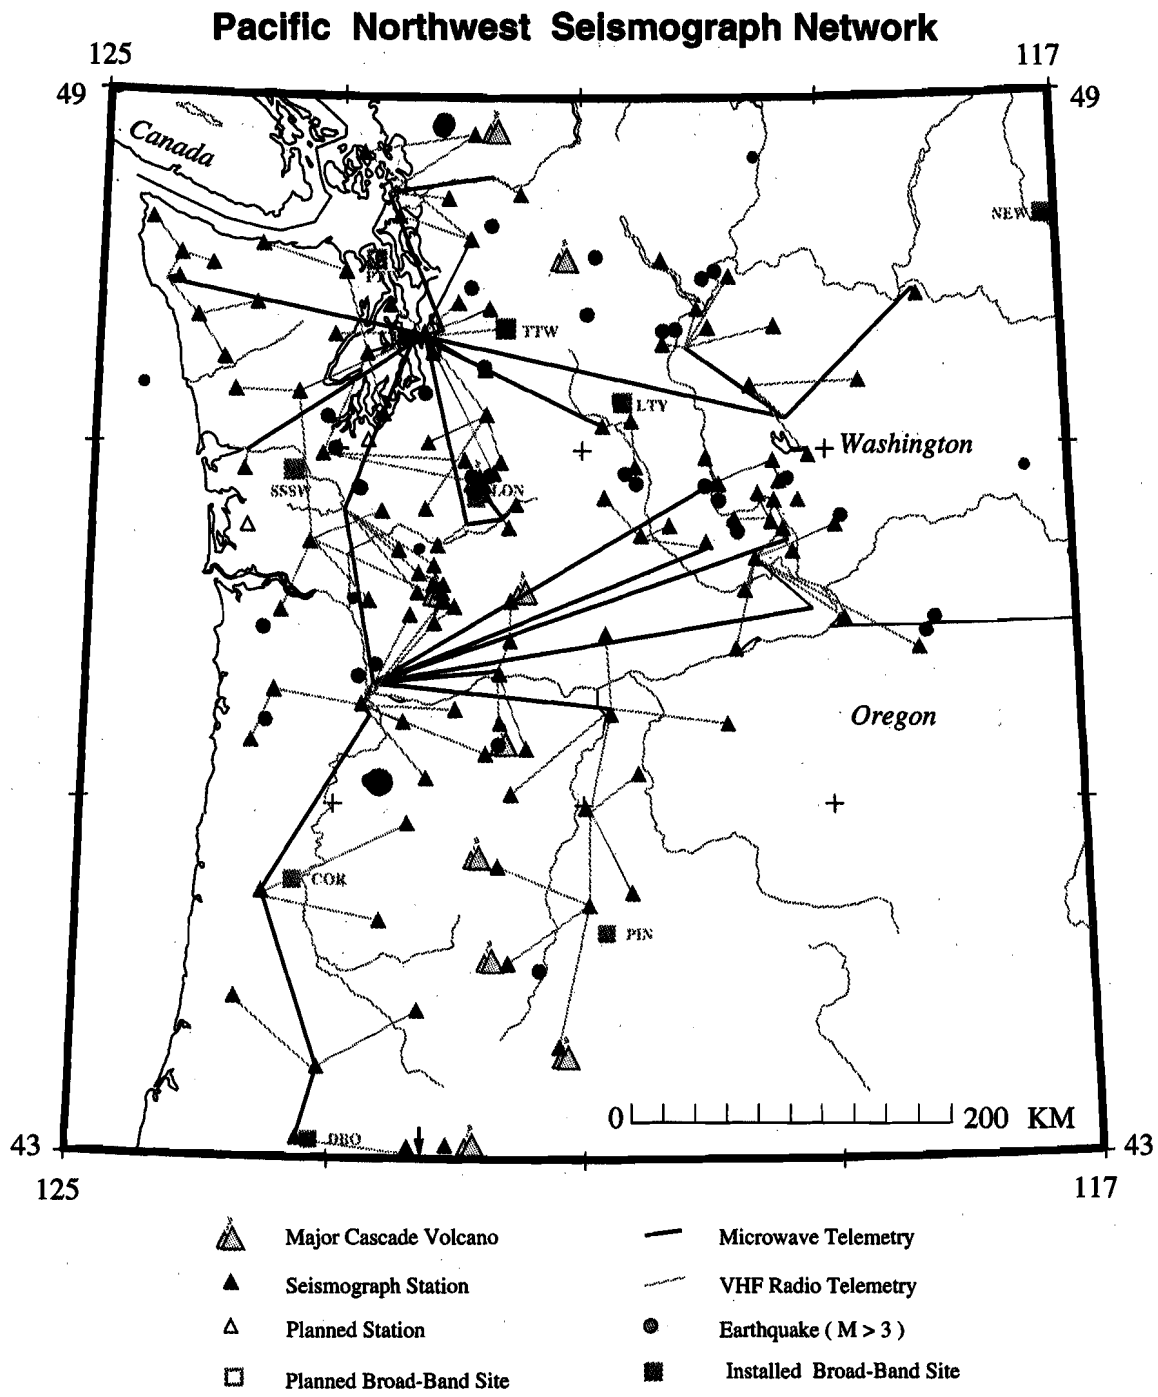 Pacific Northwest Seismograph Network
125
117
49
49
Canada
NEW
PT
TTW
LTY
Washington
SSSW
LON
Oregon
COR
PIN
0
200 KM
DBO
43
43
125
117
Major Cascade Volcano
Microwave Telemetry
Seismograph Station
VHF Radio Telemetry
Planned Station
Earthquake ( M > 3 )
Planned Broad-Band Site
Installed Broad-Band Site